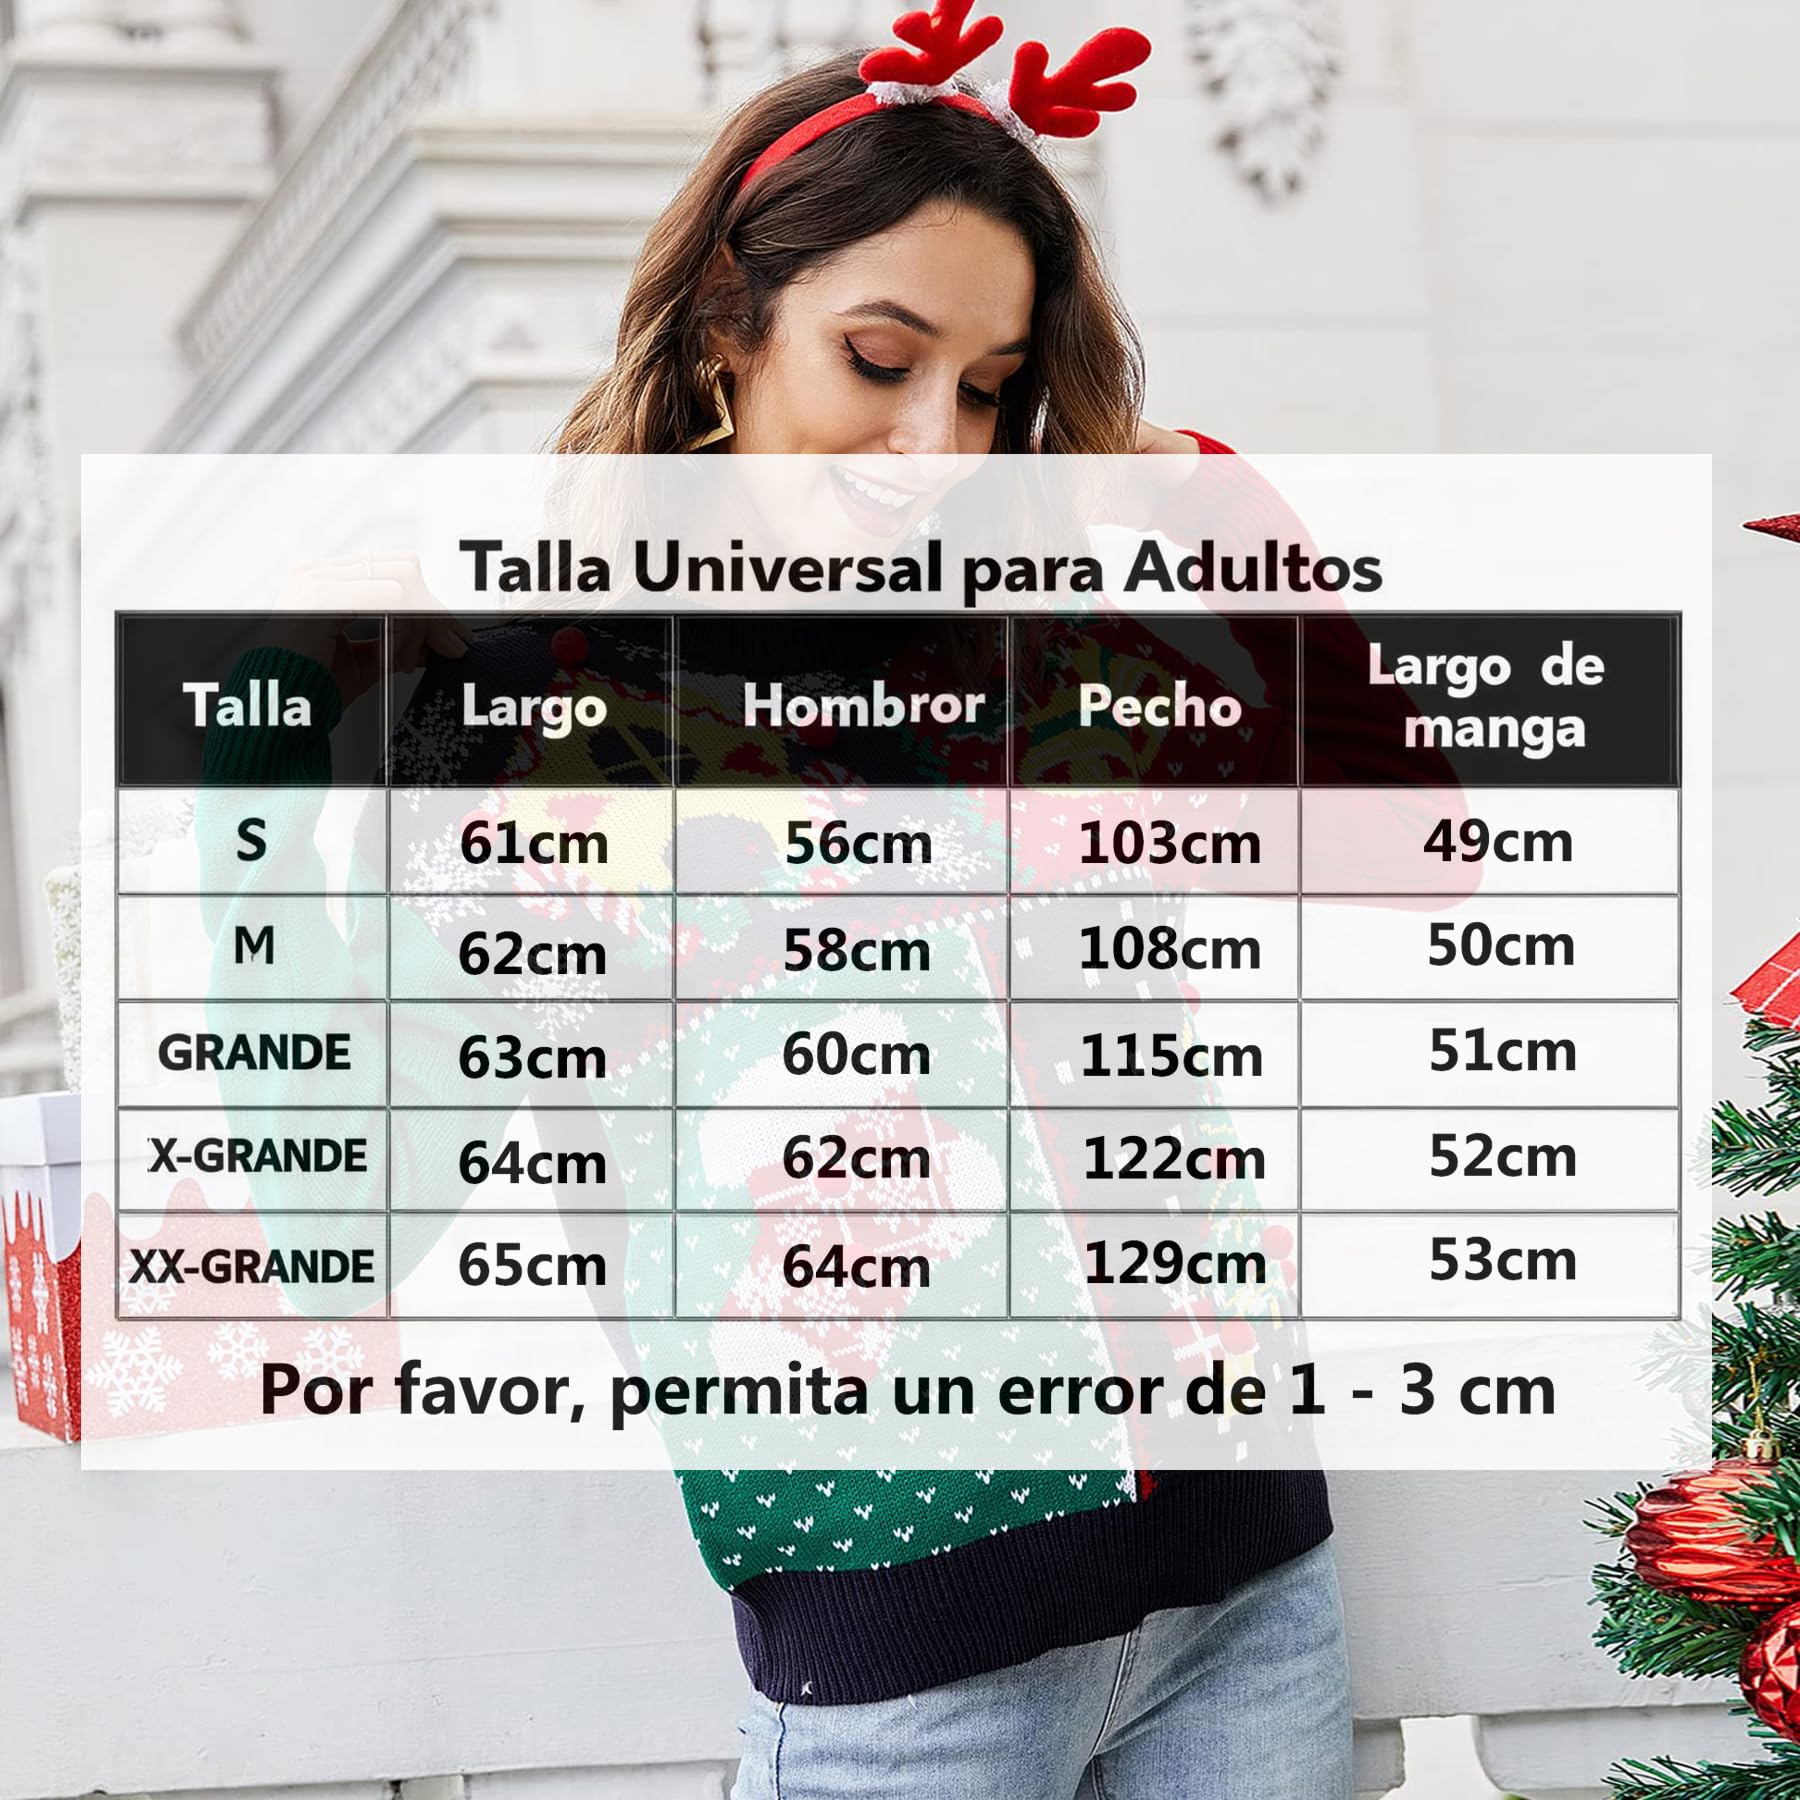 Talla Universal para Adultos
Talla Largo Hombror Pecho Largo de manga
S 61cm 56cm 103cm 49cm
M 62cm 58cm 108cm 50cm
GRANDE 63cm 60cm 115cm 51cm
X-GRANDE 64cm 62cm 122cm 52cm
XX-GRANDE 65cm 64cm 129cm 53cm
Por favor, permita un error de 1 - 3 cm